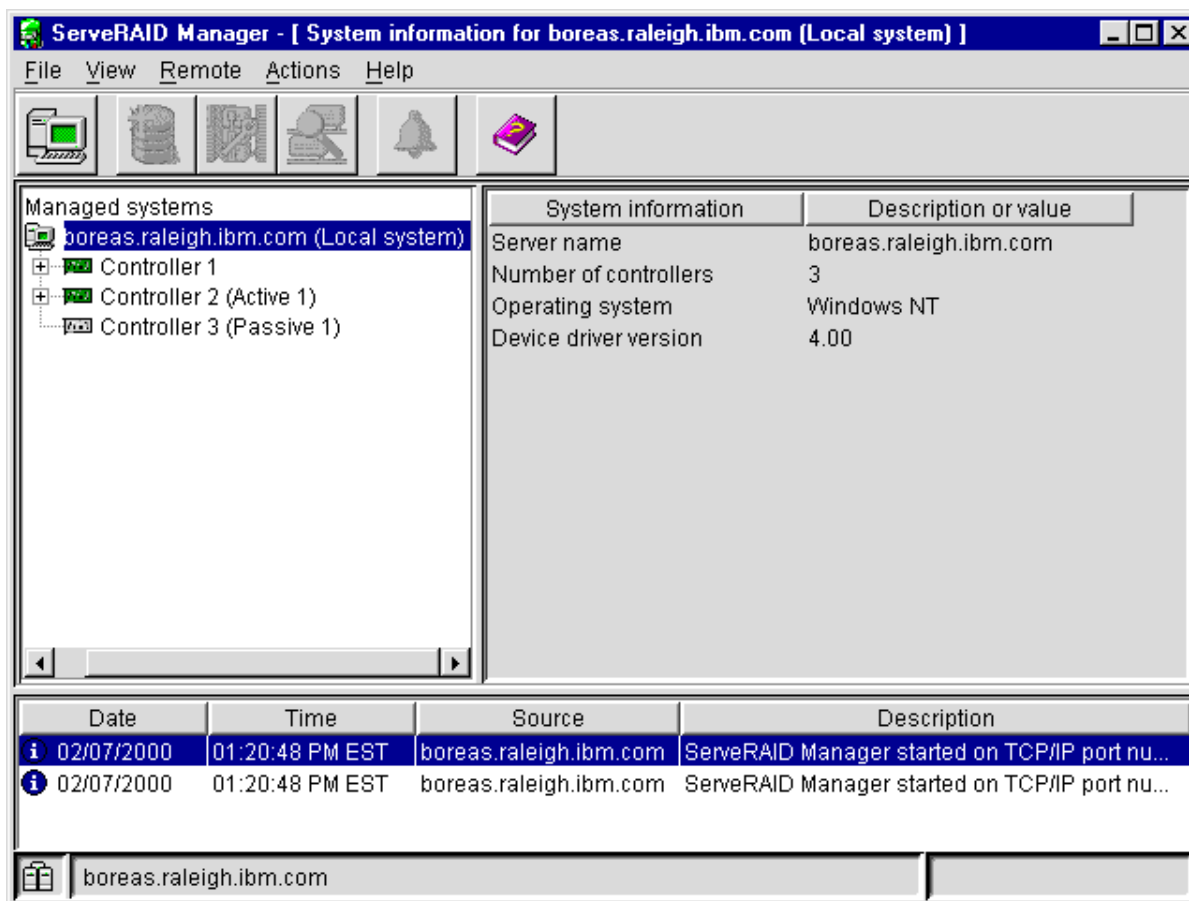 ServeRAID Manager - [ System information for boreas.raleigh.ibm.com (Local system) ]
File View Remote Actions Help
Managed systems
boreas.raleigh.ibm.com (Local system)
Controller 1
Controller 2 (Active 1)
Controller 3 (Passive 1)
System information Description or value
Server name boreas.raleigh.ibm.com
Number of controllers 3
Operating system Windows NT
Device driver version 4.00
Date Time Source Description
02/07/2000 01:20:48 PM EST boreas.raleigh.ibm.com ServeRAID Manager started on TCP/IP port nu...
02/07/2000 01:20:48 PM EST boreas.raleigh.ibm.com ServeRAID Manager started on TCP/IP port nu...
boreas.raleigh.ibm.com